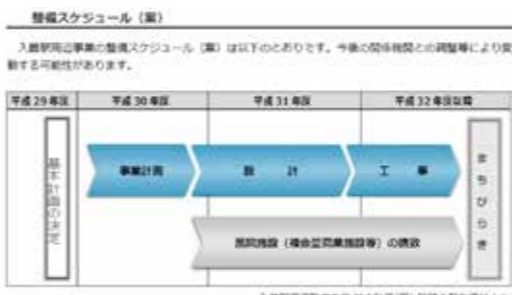 整備スケジュール(案)
入曽駅周辺事業の整備スケジュール(案)は以下のとおりです。今後の関係機関との調整等により変
動する可能性があります。
平成29年度 平成30年度 平成31年度 平成32年度以降
基本計画の決定
事業計画
設 計
工 事
まちびらき
民間施設(複合型商業施設等)の誘致